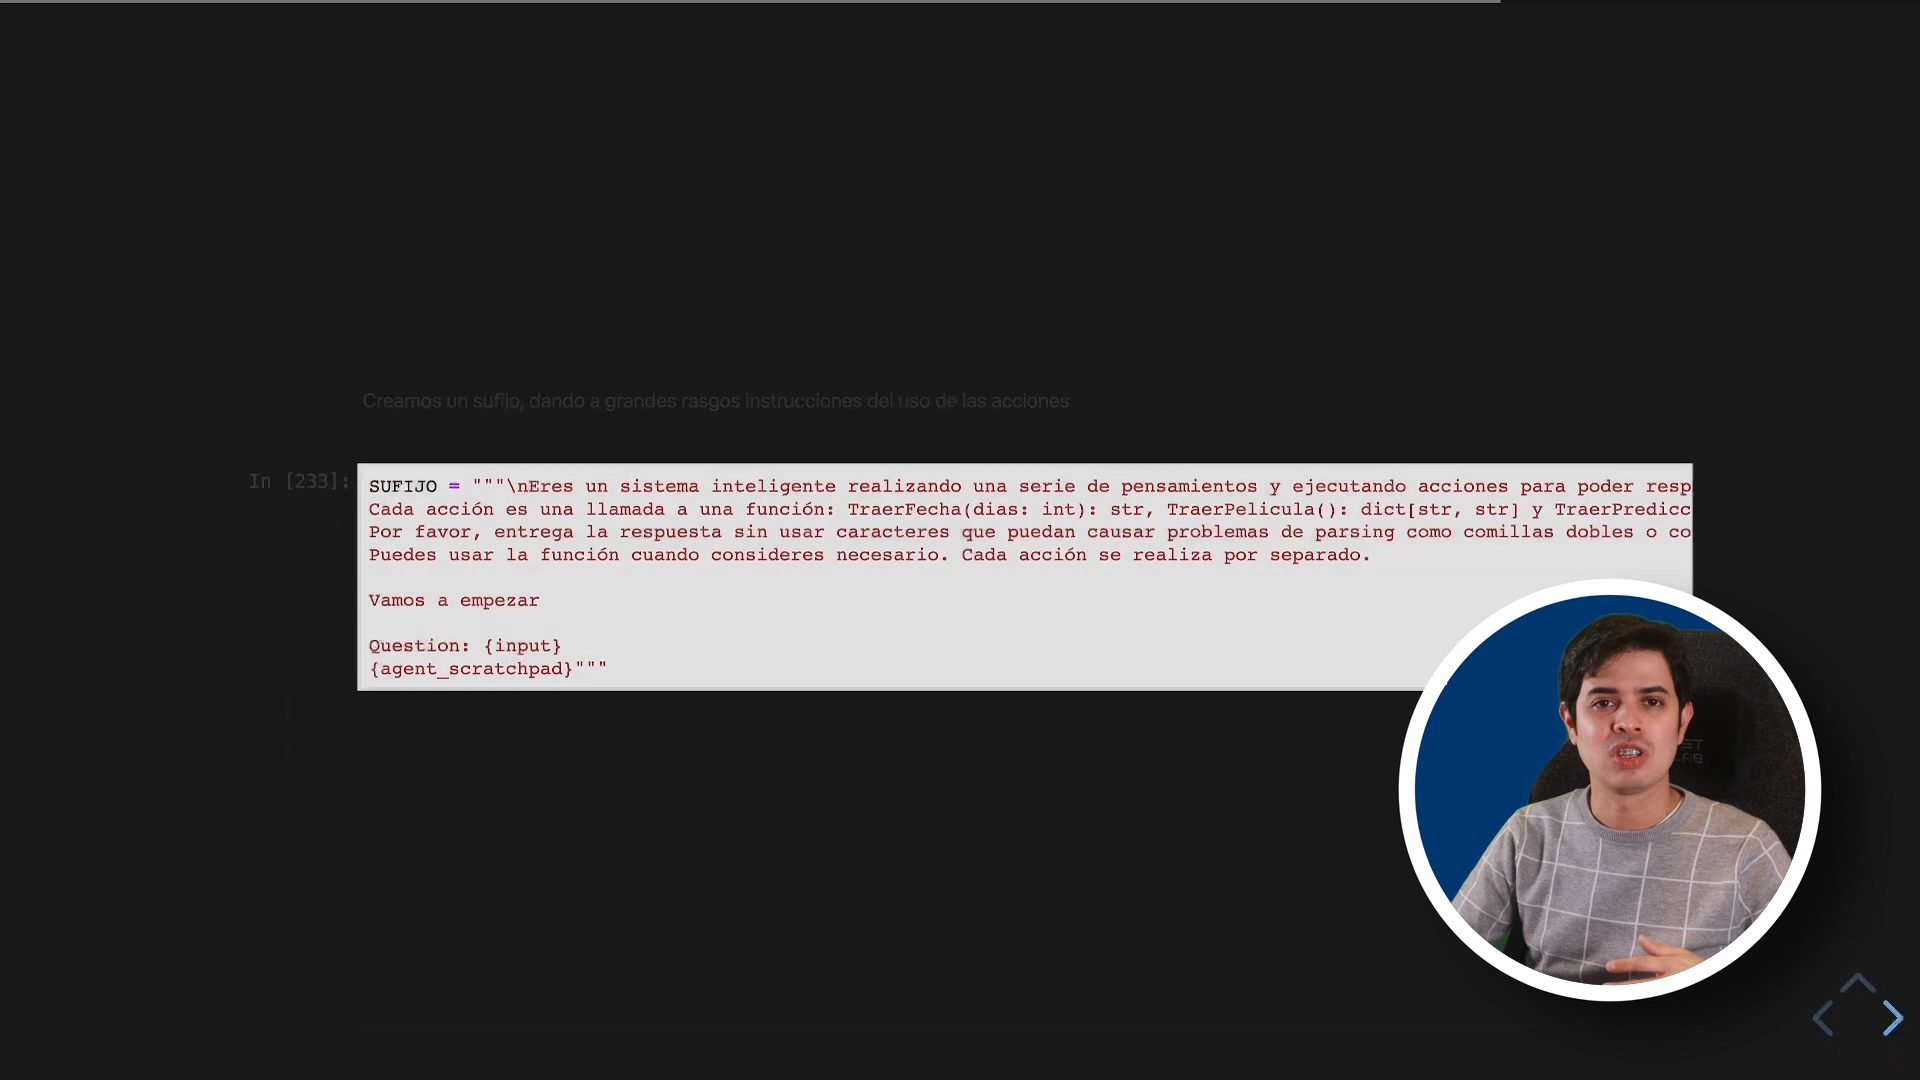 Creamos un sufijo, dando a grandes rasgos instrucciones del uso de las acciones
In [233]:
SUFIJO = """\nEres un sistema inteligente realizando una serie de pensamientos y ejecutando acciones para poder resp
Cada acción es una llamada a una función: TraerFecha(dias: int): str, TraerPelicula(): dict[str, str] y TraerPredicc
Por favor, entrega la respuesta sin usar caracteres que puedan causar problemas de parsing como comillas dobles o co
Puedes usar la función cuando consideres necesario. Cada acción se realiza por separado.
Vamos a empezar
Question: {input}
{agent_scratchpad}"""